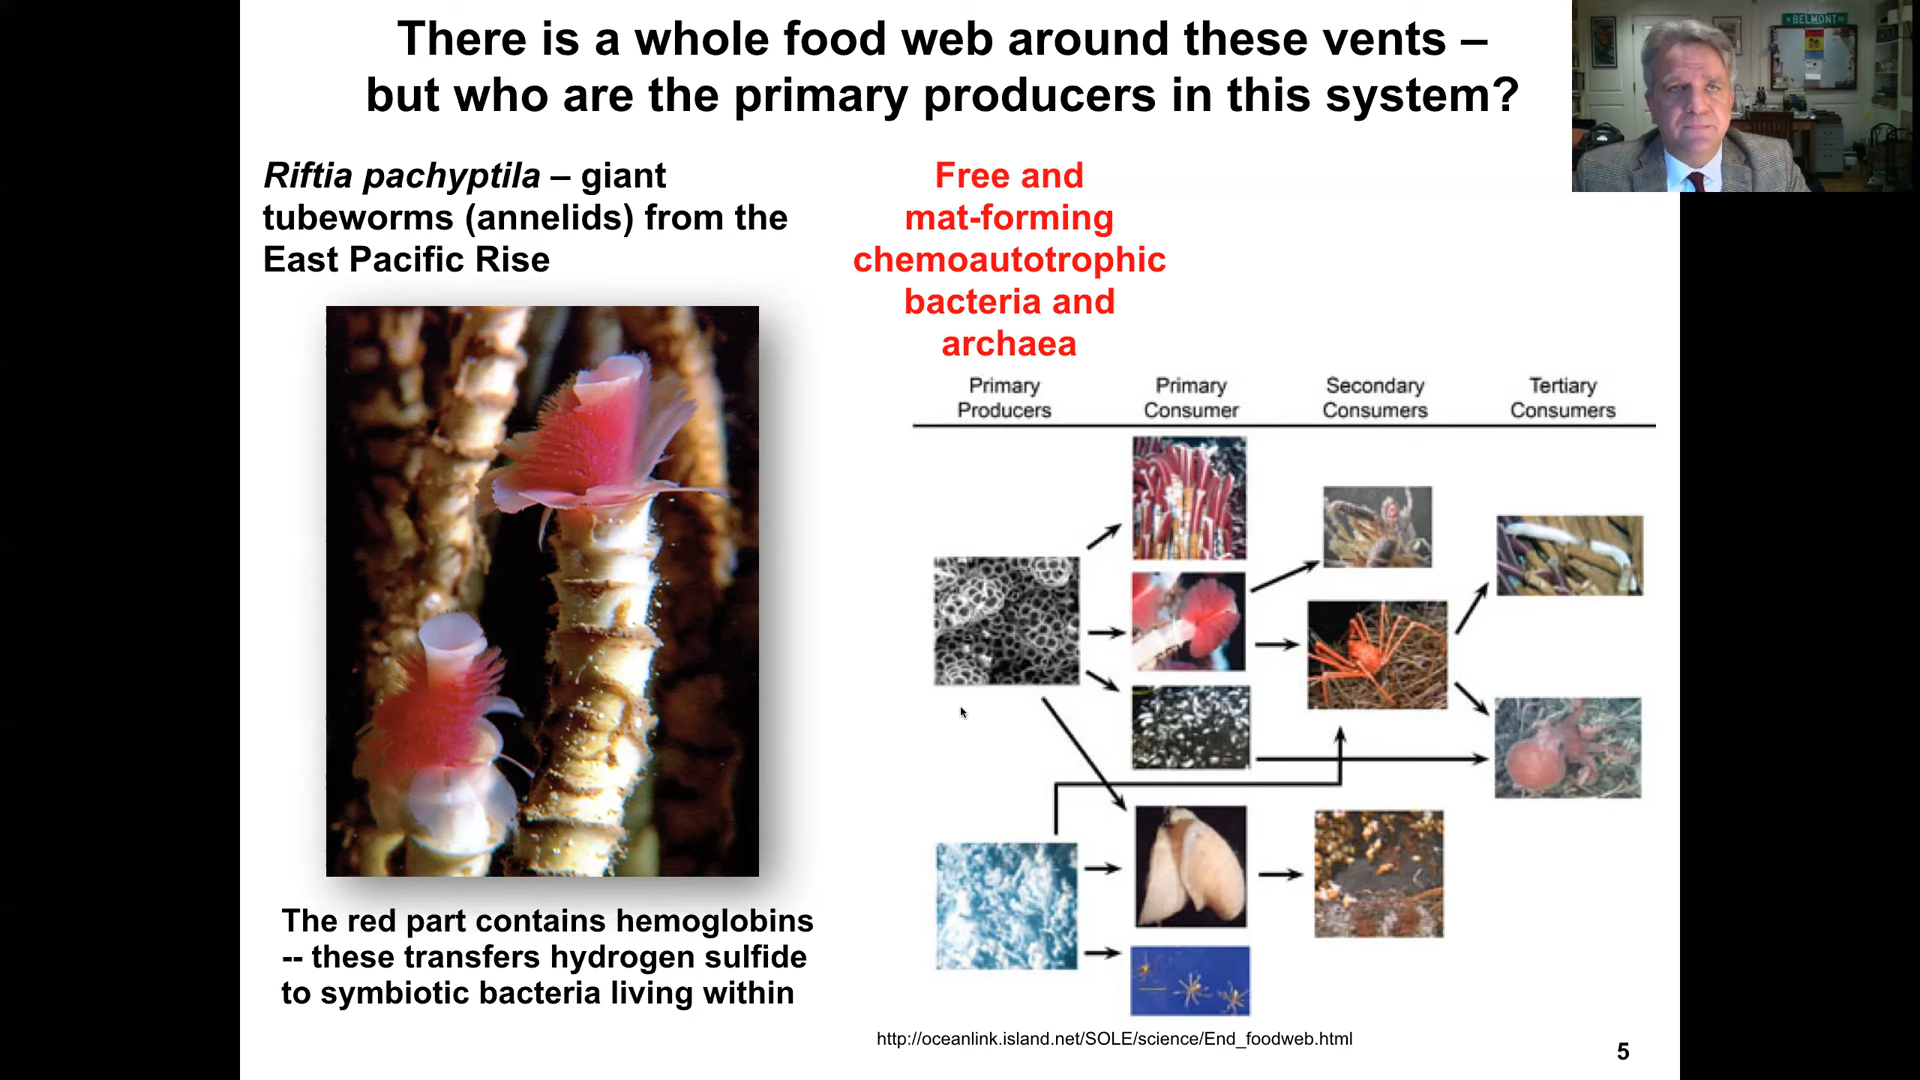 There is a whole food web around these vents –
but who are the primary producers in this system?
BELMONT
Riftia pachyptila – giant
tubeworms (annelids) from the
East Pacific Rise
Free and
mat-forming
chemoautotrophic
bacteria and
archaea
Primary
Producers
Primary
Consumer
Secondary
Consumers
Tertiary
Consumers
The red part contains hemoglobins
-- these transfers hydrogen sulfide
to symbiotic bacteria living within
http://oceanlink.island.net/SOLE/science/End_foodweb.html
5